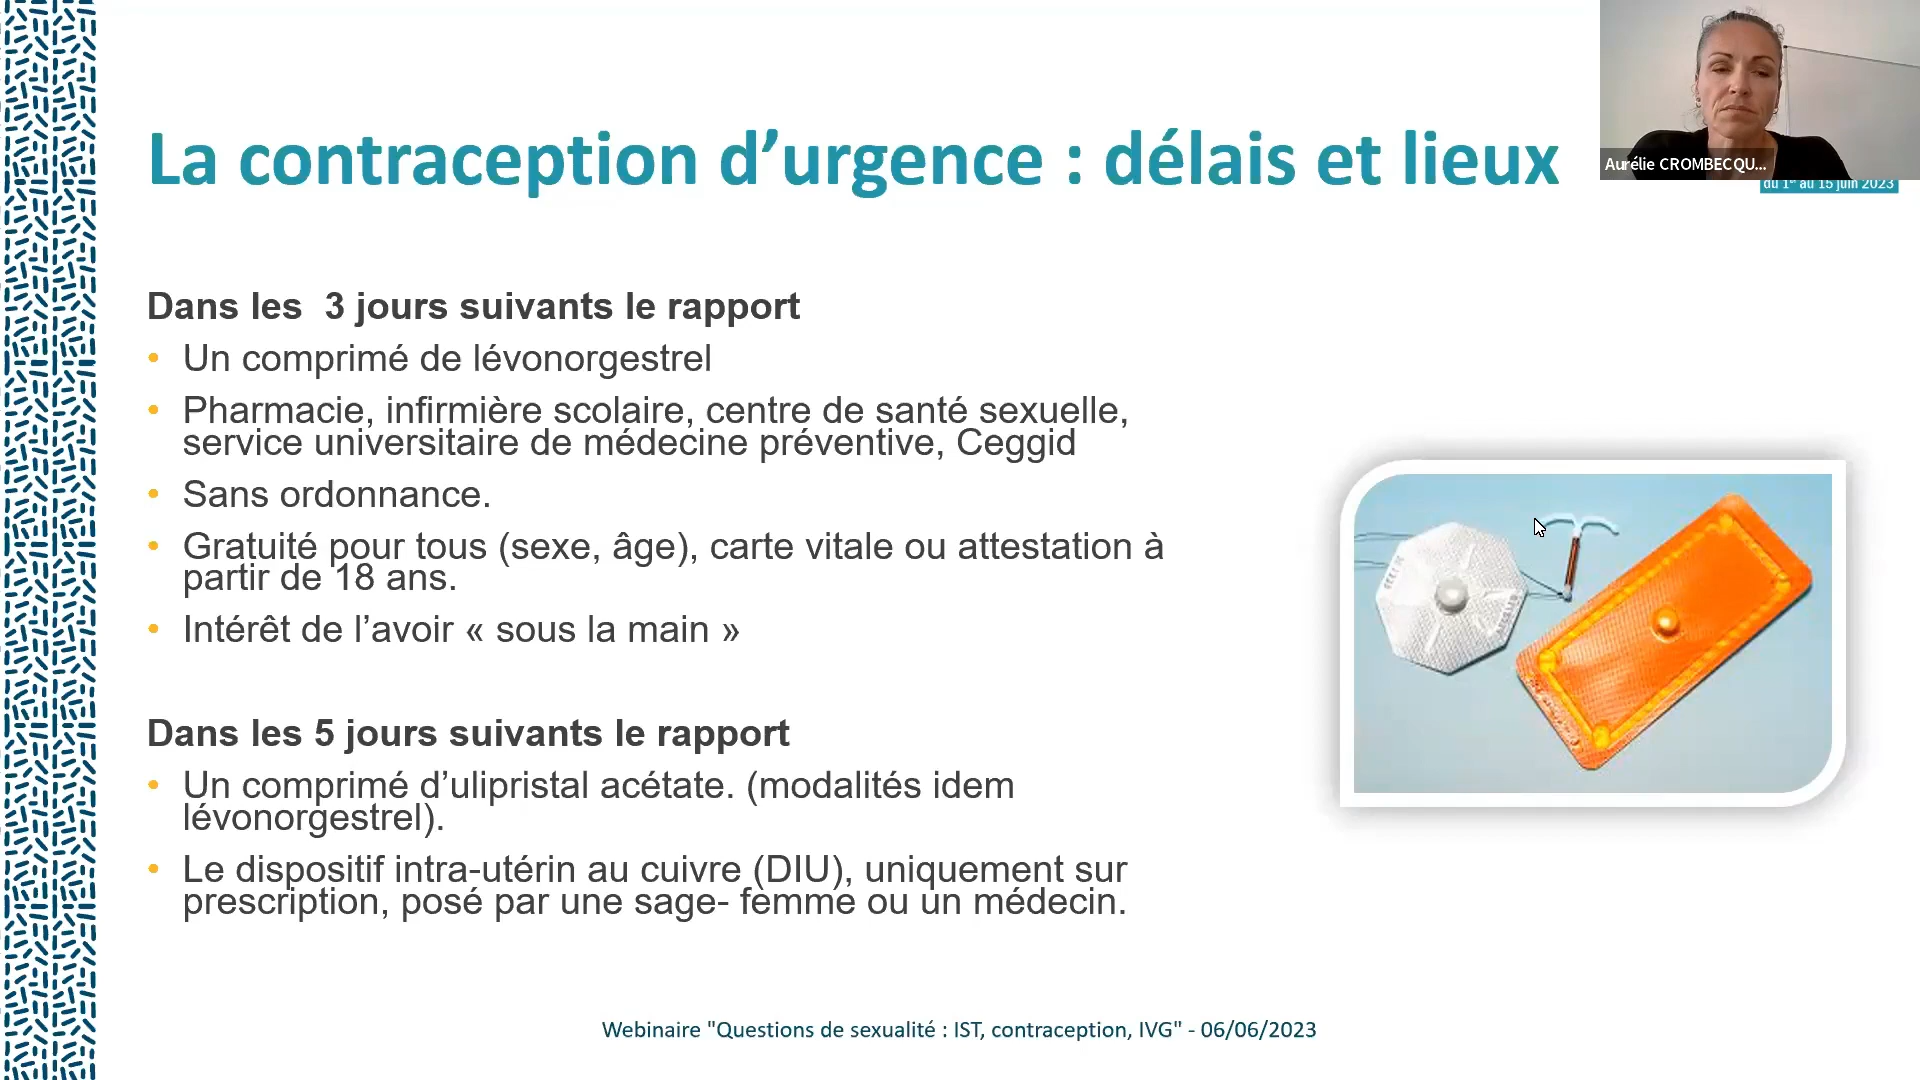 La contraception d’urgence : délais et lieux
Aurélie CROMBECQU...
du 1er au 15 juin 2023
Dans les  3 jours suivants le rapport
• Un comprimé de lévonorgestrel
• Pharmacie, infirmière scolaire, centre de santé sexuelle,
service universitaire de médecine préventive, Ceggid
• Sans ordonnance.
• Gratuité pour tous (sexe, âge), carte vitale ou attestation à
partir de 18 ans.
• Intérêt de l’avoir « sous la main »
Dans les 5 jours suivants le rapport
• Un comprimé d’ulipristal acétate. (modalités idem
lévonorgestrel).
• Le dispositif intra-utérin au cuivre (DIU), uniquement sur
prescription, posé par une sage- femme ou un médecin.
Webinaire "Questions de sexualité : IST, contraception, IVG" - 06/06/2023